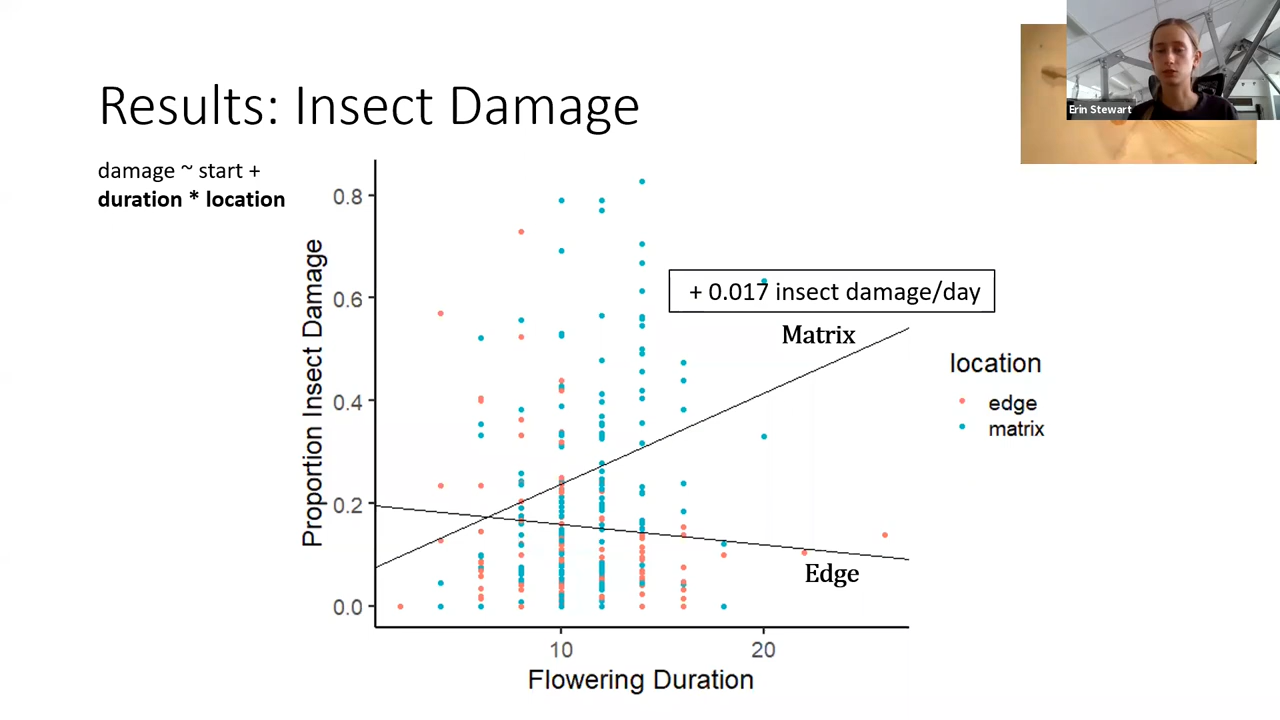 Erin Stewart
Results: Insect Damage
damage ~ start +
duration * location
Proportion Insect Damage
0.8
0.6
0.4
0.2
0.0
+ 0.017 insect damage/day
Matrix
Edge
location
edge
matrix
10
20
Flowering Duration